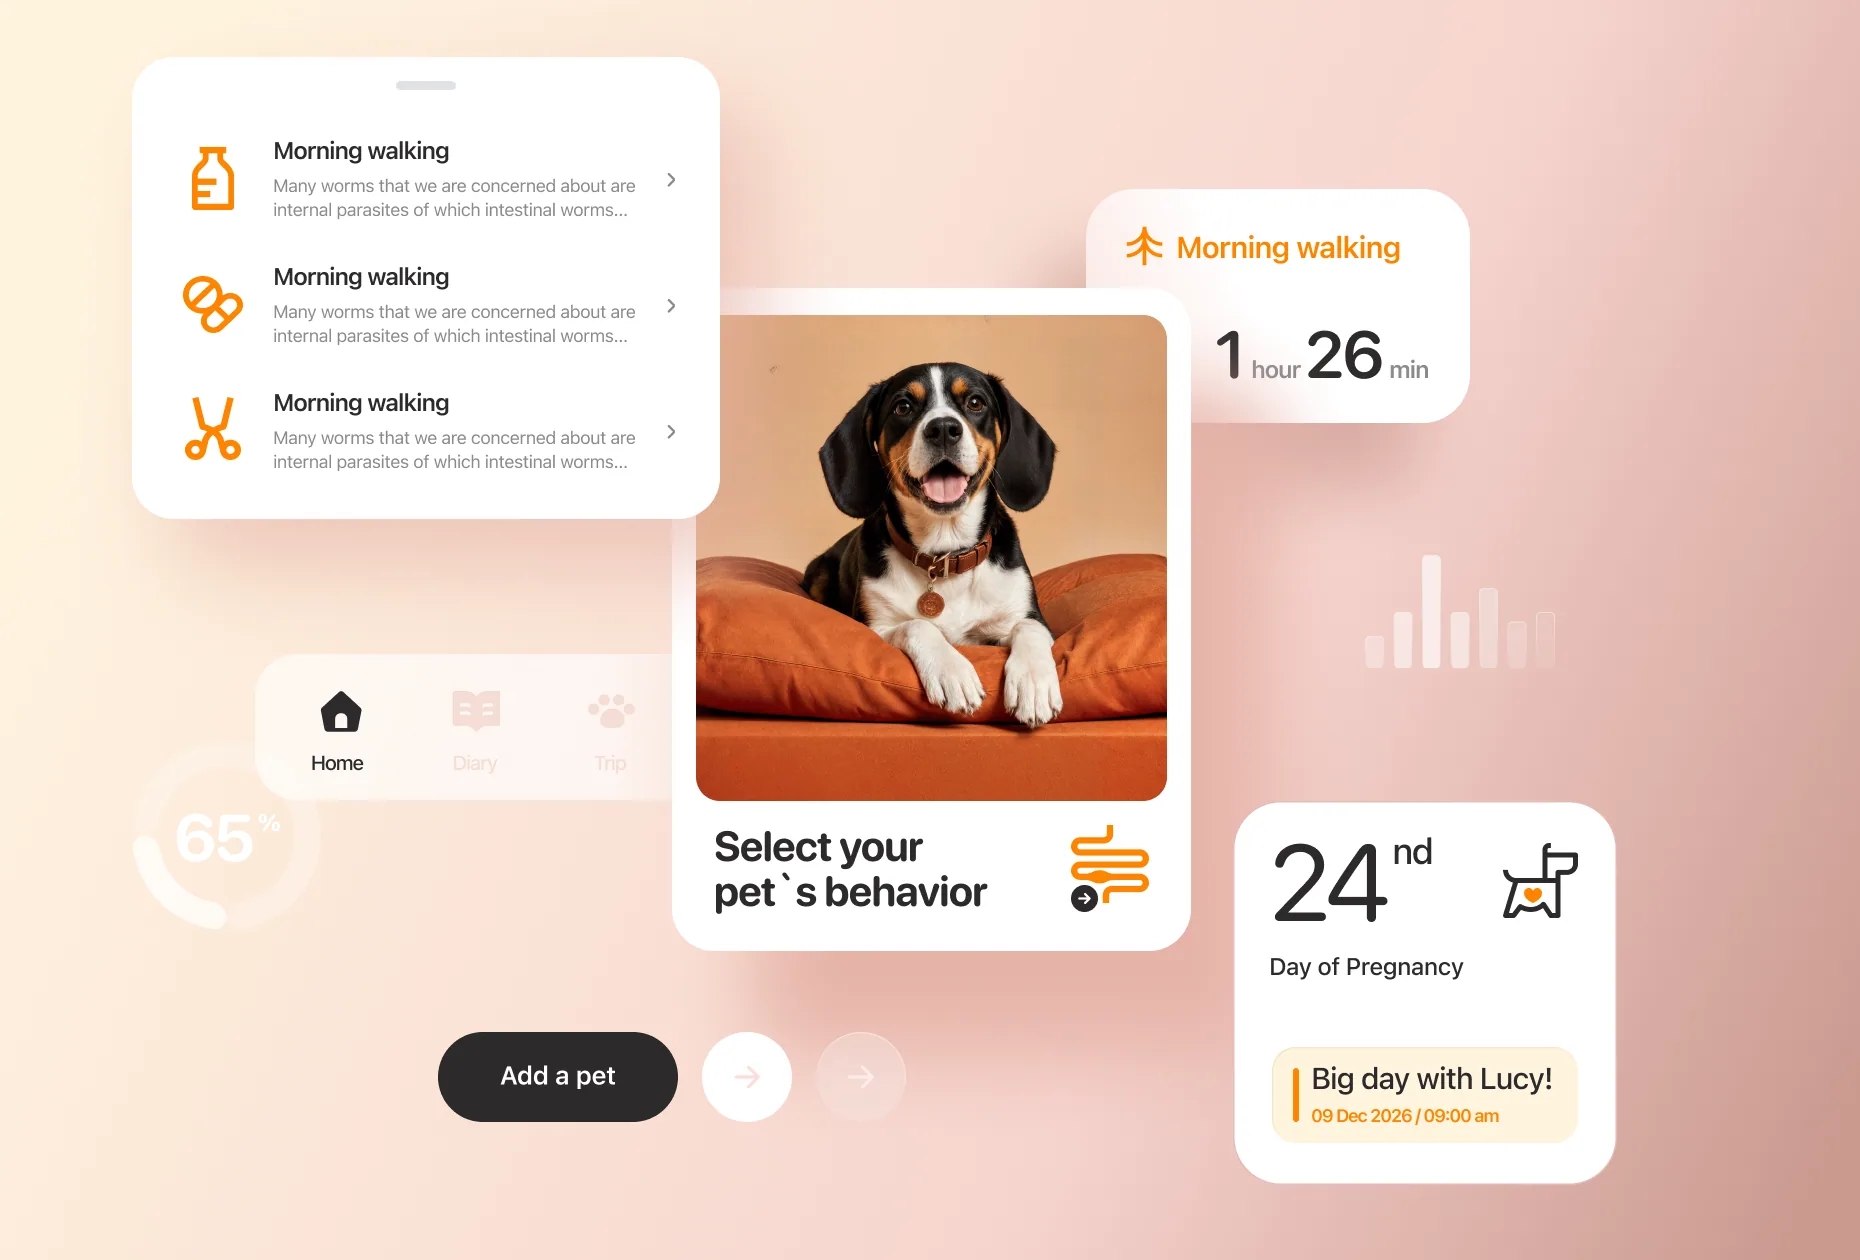 Morning walking
Many worms that we are concerned about are
internal parasites of which intestinal worms...
Morning walking
Many worms that we are concerned about are
internal parasites of which intestinal worms...
Morning walking
Many worms that we are concerned about are
internal parasites of which intestinal worms...
Morning walking
1 hour 26 min
Home
Diary
Trip
65%
Select your
pet`s behavior
24nd
Day of Pregnancy
Big day with Lucy!
09 Dec 2026 / 09:00 am
Add a pet